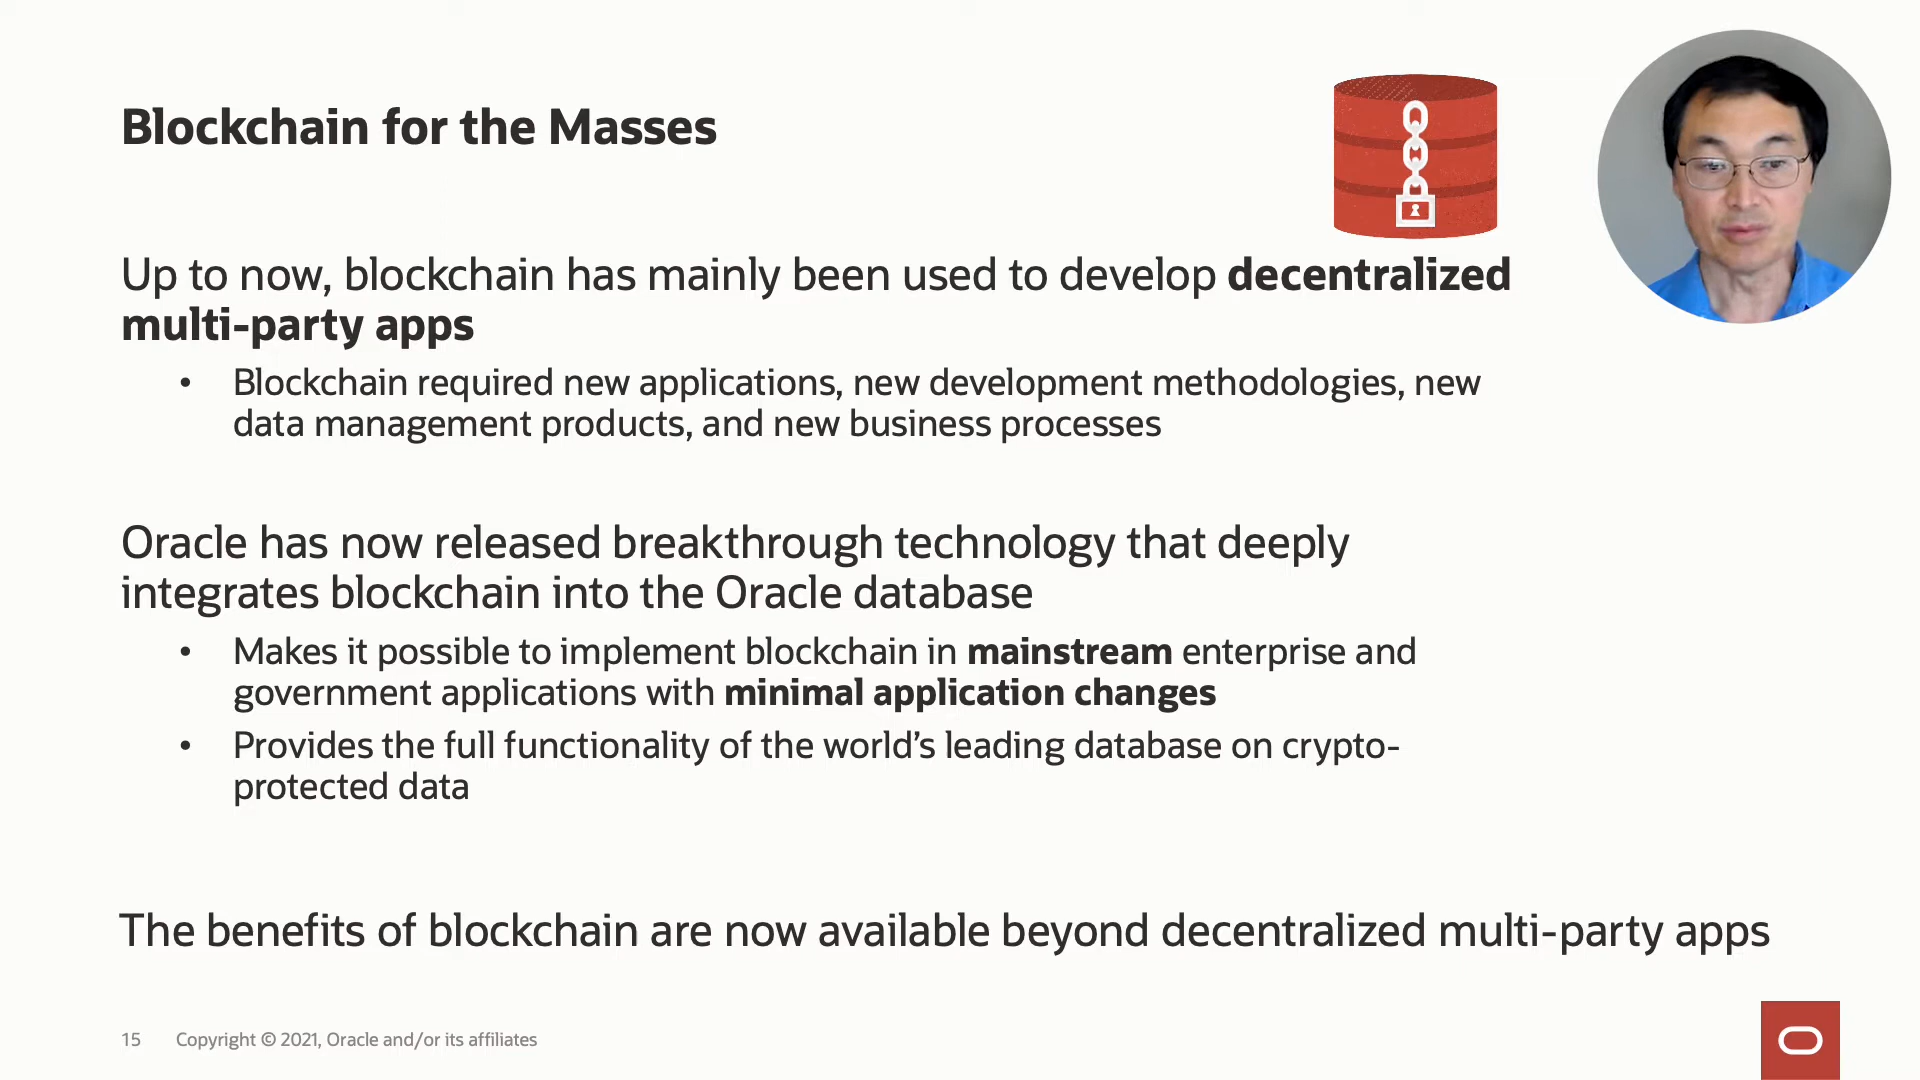 Blockchain for the Masses
Up to now, blockchain has mainly been used to develop decentralized
multi-party apps
• Blockchain required new applications, new development methodologies, new
data management products, and new business processes
Oracle has now released breakthrough technology that deeply
integrates blockchain into the Oracle database
• Makes it possible to implement blockchain in mainstream enterprise and
government applications with minimal application changes
• Provides the full functionality of the world’s leading database on crypto-
protected data
The benefits of blockchain are now available beyond decentralized multi-party apps
15 Copyright © 2021, Oracle and/or its affiliates